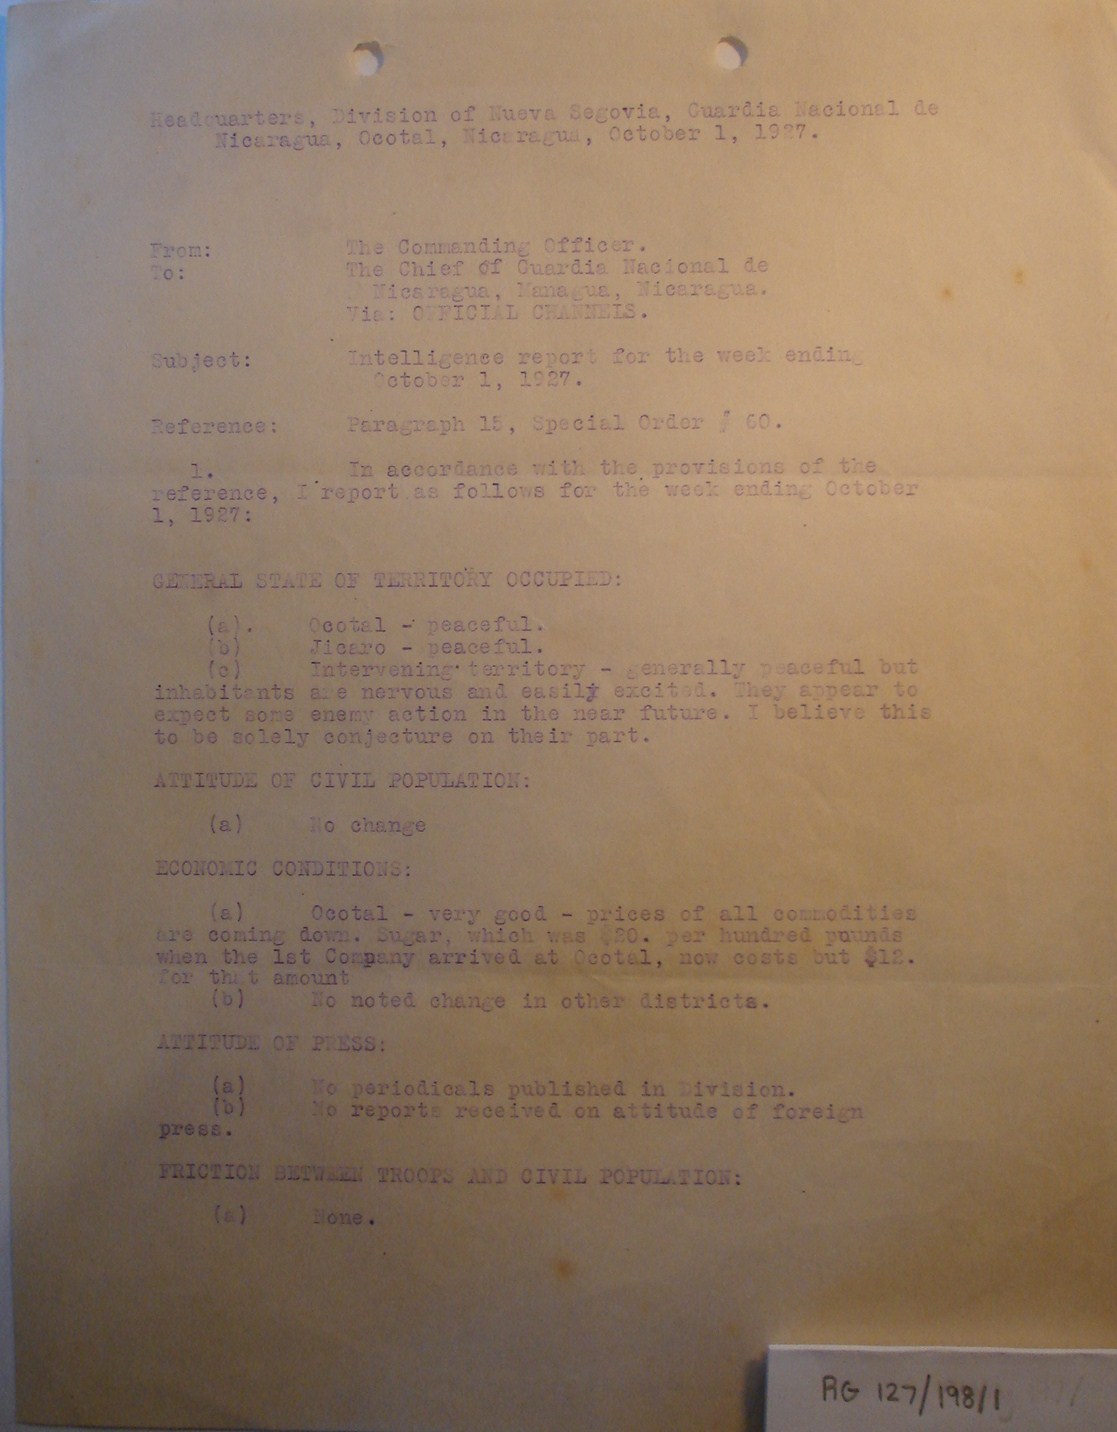 Headquarters, Division of Nueva Segovia, Guardia Nacional de
Nicaragua, Ocotal, Nicaragua, October 1, 1927.
From: The Commanding Officer.
To: The Chief of Guardia Nacional de
Nicaragua, Managua, Nicaragua.
Via: OFFICIAL CHANNELS.
Subject: Intelligence report for the week ending
October 1, 1927.
Reference: Paragraph 15, Special Order # 60.
1. In accordance with the provisions of the
reference, I report as follows for the week ending October
1, 1927:
GENERAL STATE OF TERRITORY OCCUPIED:
(a). Ocotal - peaceful.
(b) Jicaro - peaceful.
(c) Intervening territory - generally peaceful but
inhabitants are nervous and easily excited. They appear to
expect some enemy action in the near future. I believe this
to be solely conjecture on their part.
ATTITUDE OF CIVIL POPULATION:
(a) No change
ECONOMIC CONDITIONS:
(a) Ocotal - very good - prices of all commodities
are coming down. Sugar, which was $20. per hundred puunds
when the 1st Company arrived at Ocotal, now costs but $12.
for that amount
(b) No noted change in other districts.
ATTITUDE OF PRESS:
(a) No periodicals published in Division.
(b) No reports received on attitude of foreign
press.
FRICTION BETWEEN TROOPS AND CIVIL POPULATION:
(a) None.
RG 127/198/1